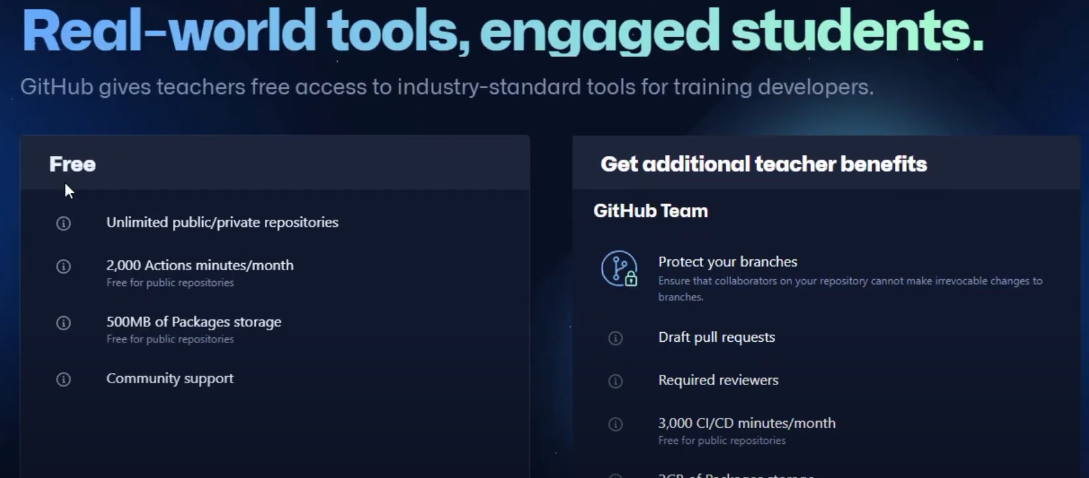 Real-world tools, engaged students.
GitHub gives teachers free access to industry-standard tools for training developers.
Free
Unlimited public/private repositories
2,000 Actions minutes/month
Free for public repositories
500MB of Packages storage
Free for public repositories
Community support
Get additional teacher benefits
GitHub Team
Protect your branches
Ensure that collaborators on your repository cannot make irrevocable changes to
branches.
Draft pull requests
Required reviewers
3,000 CI/CD minutes/month
Free for public repositories
2GB of Packages storage